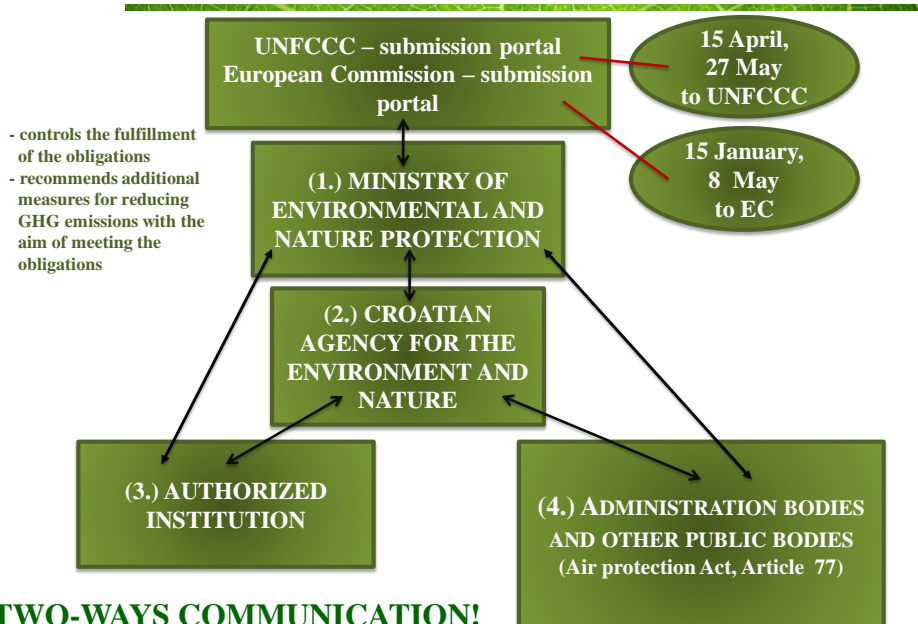 UNFCCC – submission portal
European Commission – submission
portal
15 April,
27 May
to UNFCCC
15 January,
8 May
to EC
- controls the fulfillment
of the obligations
- recommends additional
measures for reducing
GHG emissions with the
aim of meeting the
obligations
(1.) MINISTRY OF
ENVIRONMENTAL AND
NATURE PROTECTION
(2.) CROATIAN
AGENCY FOR THE
ENVIRONMENT AND
NATURE
(3.) AUTHORIZED
INSTITUTION
(4.) ADMINISTRATION BODIES
AND OTHER PUBLIC BODIES
(Air protection Act, Article 77)
TWO-WAYS COMMUNICATION!